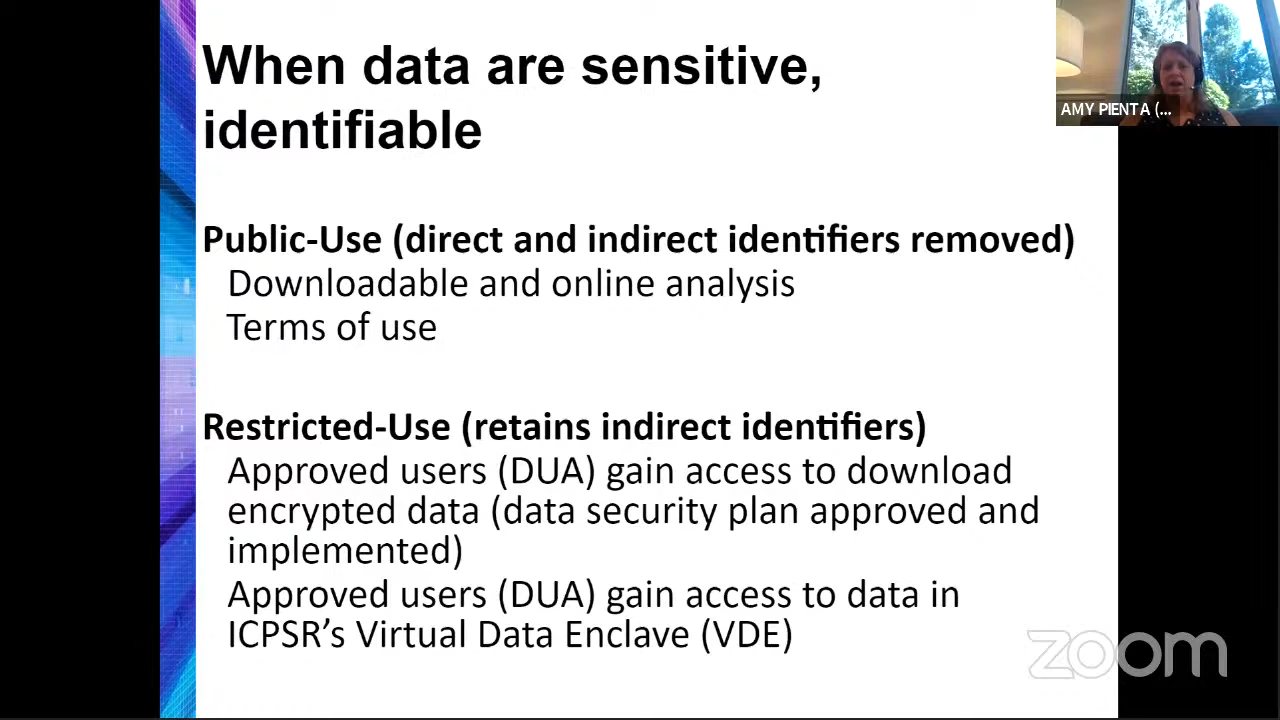 When data are sensitive,
identifiable
AMY PIENTA (...
Public-Use (direct and indirect identifiers removed)
Downloadable and online analysis
Terms of use
Restricted-Use (retains indirect identifiers)
Approved users (DUA) gain access to download
encrypted data (data security plan approved and
implemented)
Approved users (DUA) gain access to data in
ICPSR’s Virtual Data Enclave (VDE)
zoom